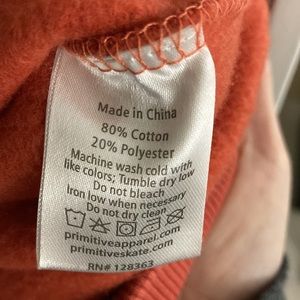 Made in China
80% Cotton
20% Polyester
Machine wash cold with
like colors; Tumble dry low
Do not bleach
Iron low when necessary
Do not dry clean
primitiveapparel.com
primitiveskate.com
RN# 128363